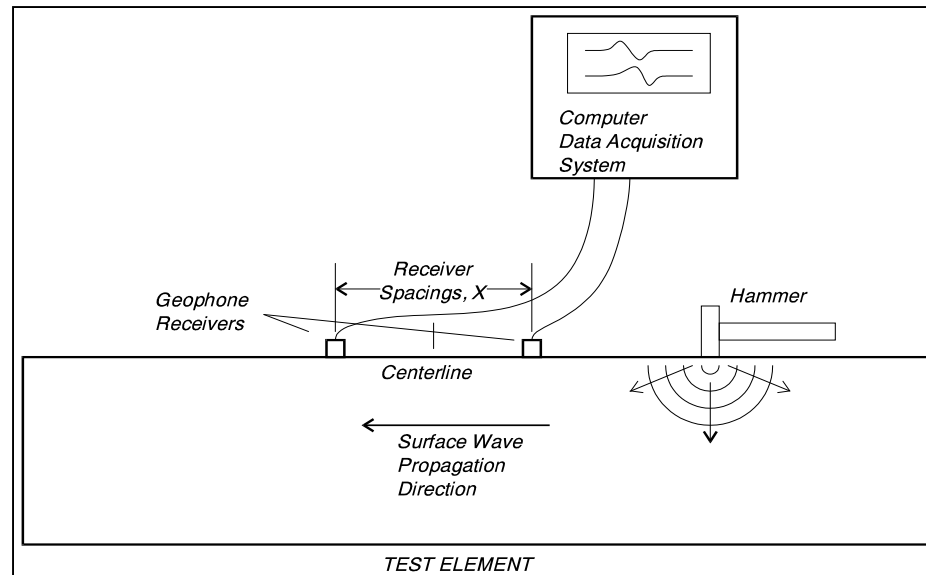 Computer
Data Acquisition
System
Receiver
Spacings, X
Geophone
Receivers
Hammer
Centerline
Surface Wave
Propagation
Direction
TEST ELEMENT